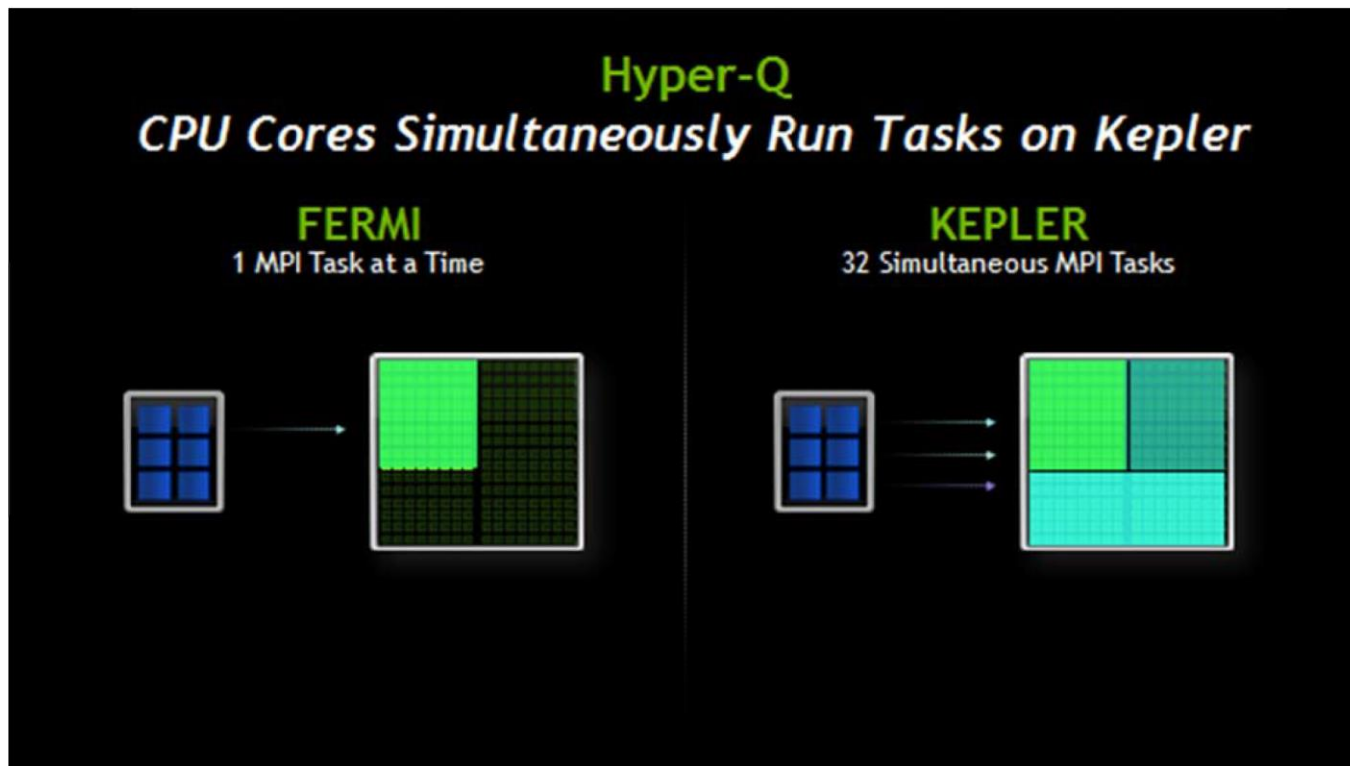 Hyper-Q
CPU Cores Simultaneously Run Tasks on Kepler
FERMI
1 MPI Task at a Time
KEPLER
32 Simultaneous MPI Tasks